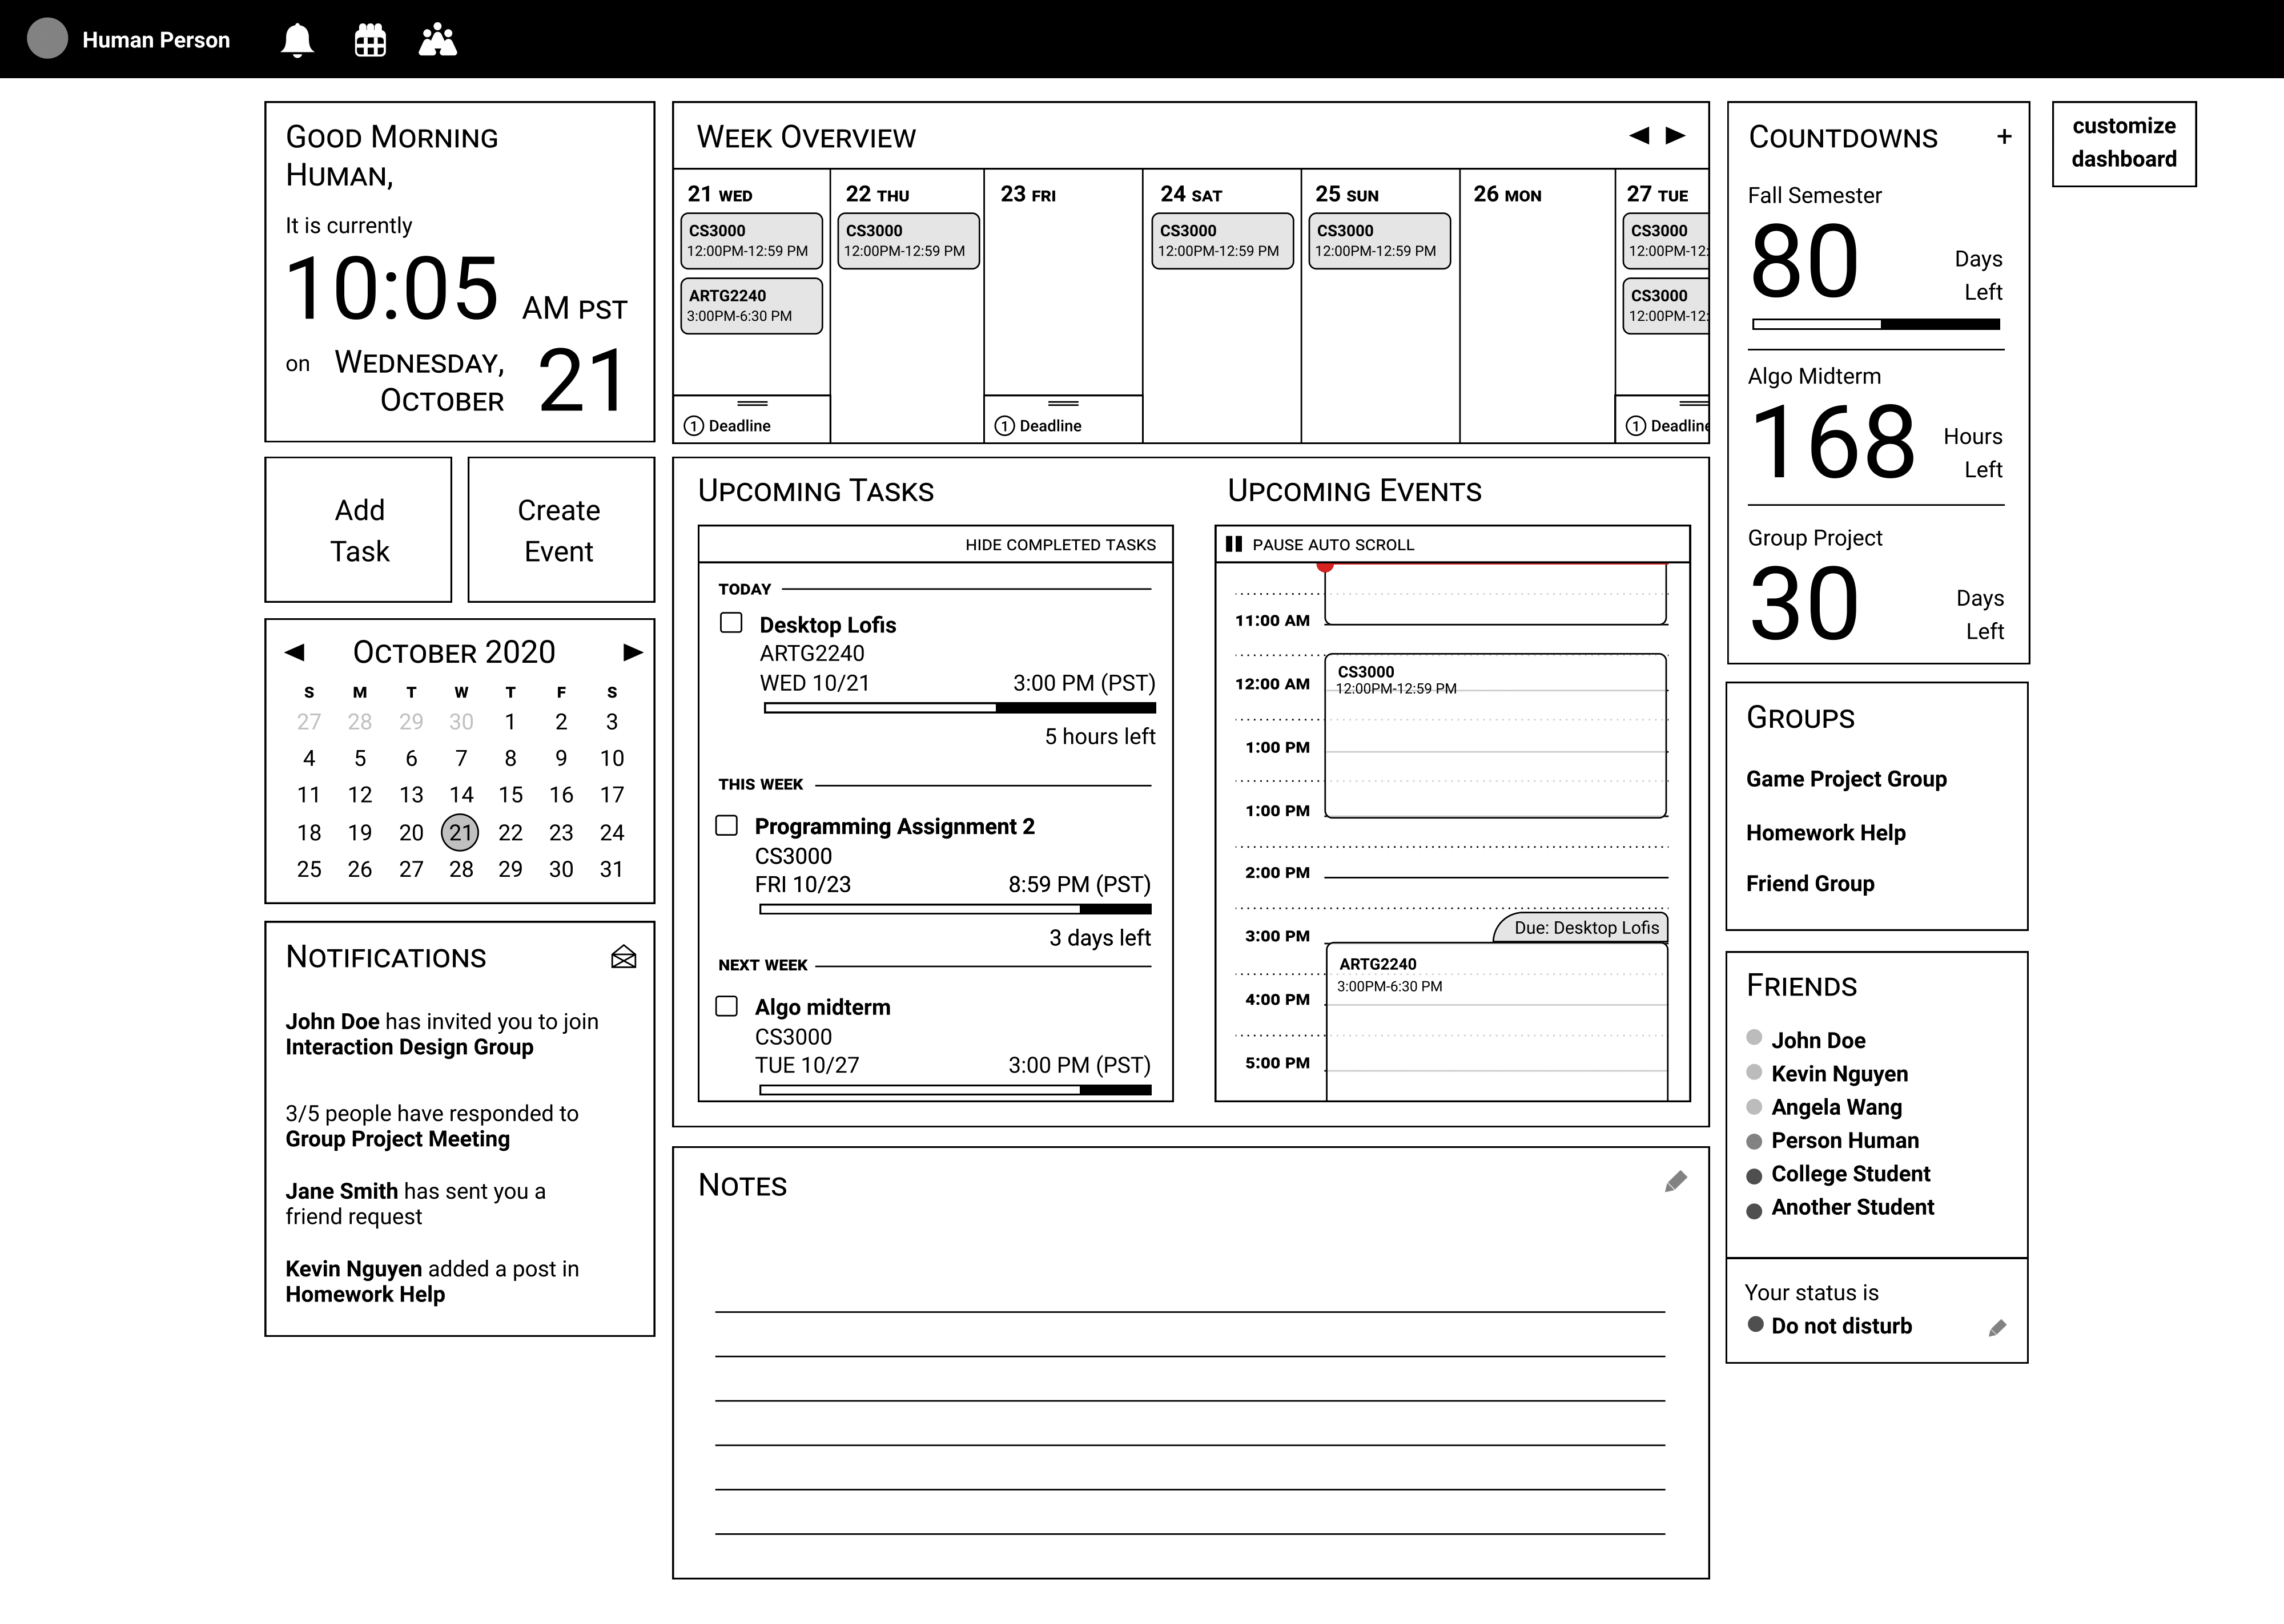 Human Person
GOOD MORNING
HUMAN,
It is currently
10:05 AM PST
on WEDNESDAY,
OCTOBER 21
Add
Task
Create
Event
OCTOBER 2020
S M T W T F S
27 28 29 30 1 2 3
4 5 6 7 8 9 10
11 12 13 14 15 16 17
18 19 20 21 22 23 24
25 26 27 28 29 30 31
NOTIFICATIONS
John Doe has invited you to join
Interaction Design Group
3/5 people have responded to
Group Project Meeting
Jane Smith has sent you a
friend request
Kevin Nguyen added a post in
Homework Help
WEEK OVERVIEW
21 WED
CS3000
12:00PM-12:59 PM
ARTG2240
3:00PM-6:30 PM
1 Deadline
22 THU
CS3000
12:00PM-12:59 PM
23 FRI
1 Deadline
24 SAT
CS3000
12:00PM-12:59 PM
25 SUN
CS3000
12:00PM-12:59 PM
26 MON
27 TUE
CS3000
12:00PM-12:
CS3000
12:00PM-12:
1 Deadline
UPCOMING TASKS
HIDE COMPLETED TASKS
TODAY
Desktop Lofis
ARTG2240
WED 10/21 3:00 PM (PST)
5 hours left
THIS WEEK
Programming Assignment 2
CS3000
FRI 10/23 8:59 PM (PST)
3 days left
NEXT WEEK
Algo midterm
CS3000
TUE 10/27 3:00 PM (PST)
UPCOMING EVENTS
PAUSE AUTO SCROLL
11:00 AM
CS3000
12:00 AM
12:00PM-12:59 PM
1:00 PM
1:00 PM
2:00 PM
Due: Desktop Lofis
3:00 PM
ARTG2240
3:00PM-6:30 PM
4:00 PM
5:00 PM
NOTES
COUNTDOWNS +
Fall Semester
80 Days
Left
Algo Midterm
168 Hours
Left
Group Project
30 Days
Left
GROUPS
Game Project Group
Homework Help
Friend Group
FRIENDS
John Doe
Kevin Nguyen
Angela Wang
Person Human
College Student
Another Student
Your status is
Do not disturb
customize
dashboard